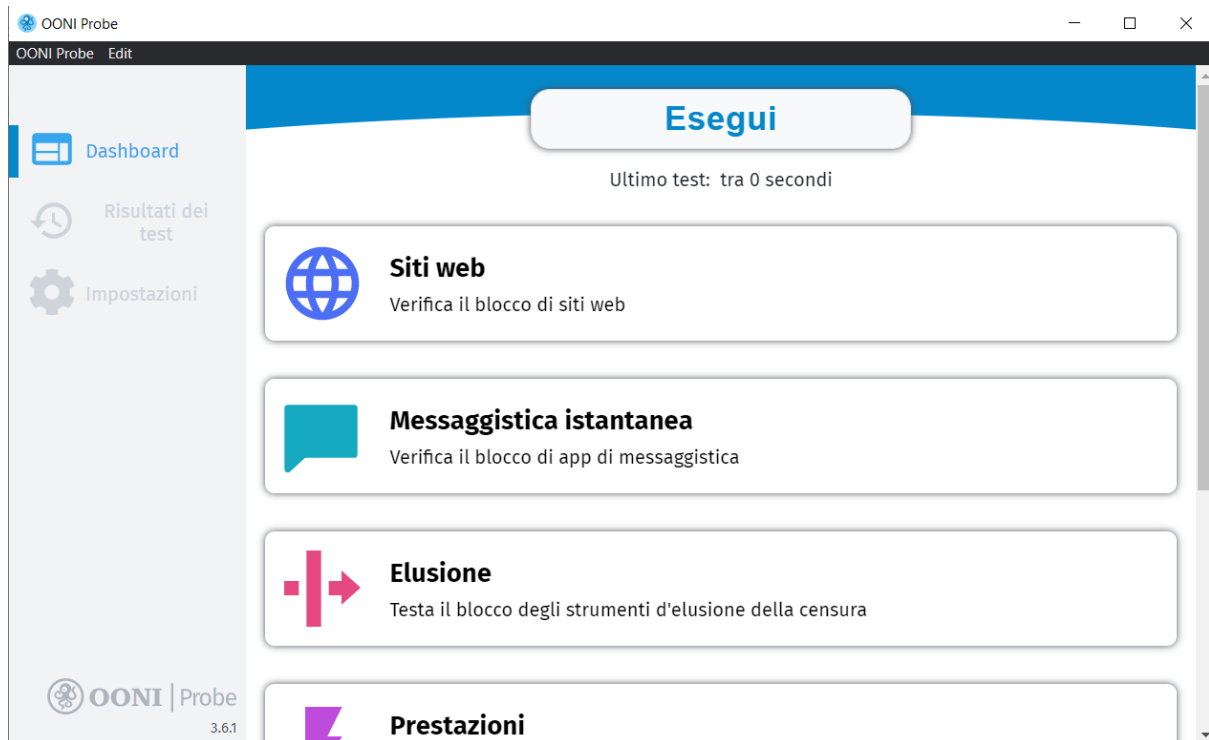 OONI Probe
OONI Probe Edit
Dashboard
Risultati dei
test
Impostazioni
OONI Probe
3.6.1
Esegui
Ultimo test: tra 0 secondi
Siti web
Verifica il blocco di siti web
Messaggistica istantanea
Verifica il blocco di app di messaggistica
Elusione
Testa il blocco degli strumenti d'elusione della censura
Prestazioni